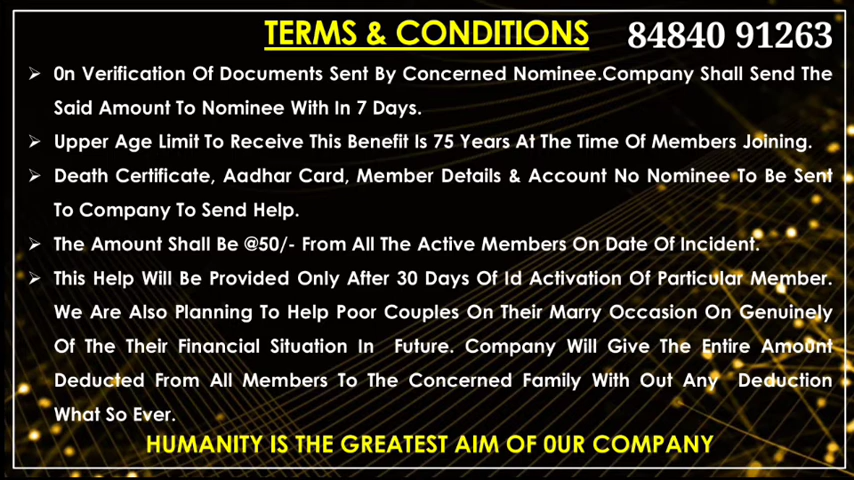 TERMS & CONDITIONS 84840 91263
➢ 0n Verification Of Documents Sent By Concerned Nominee.Company Shall Send The
Said Amount To Nominee With In 7 Days.
➢ Upper Age Limit To Receive This Benefit Is 75 Years At The Time Of Members Joining.
➢ Death Certificate, Aadhar Card, Member Details & Account No Nominee To Be Sent
To Company To Send Help.
➢ The Amount Shall Be @50/- From All The Active Members On Date Of Incident.
➢ This Help Will Be Provided Only After 30 Days Of Id Activation Of Particular Member.
We Are Also Planning To Help Poor Couples On Their Marry Occasion On Genuinely
Of The Their Financial Situation In Future. Company Will Give The Entire Amount
Deducted From All Members To The Concerned Family With Out Any Deduction
What So Ever.
HUMANITY IS THE GREATEST AIM OF 0UR COMPANY